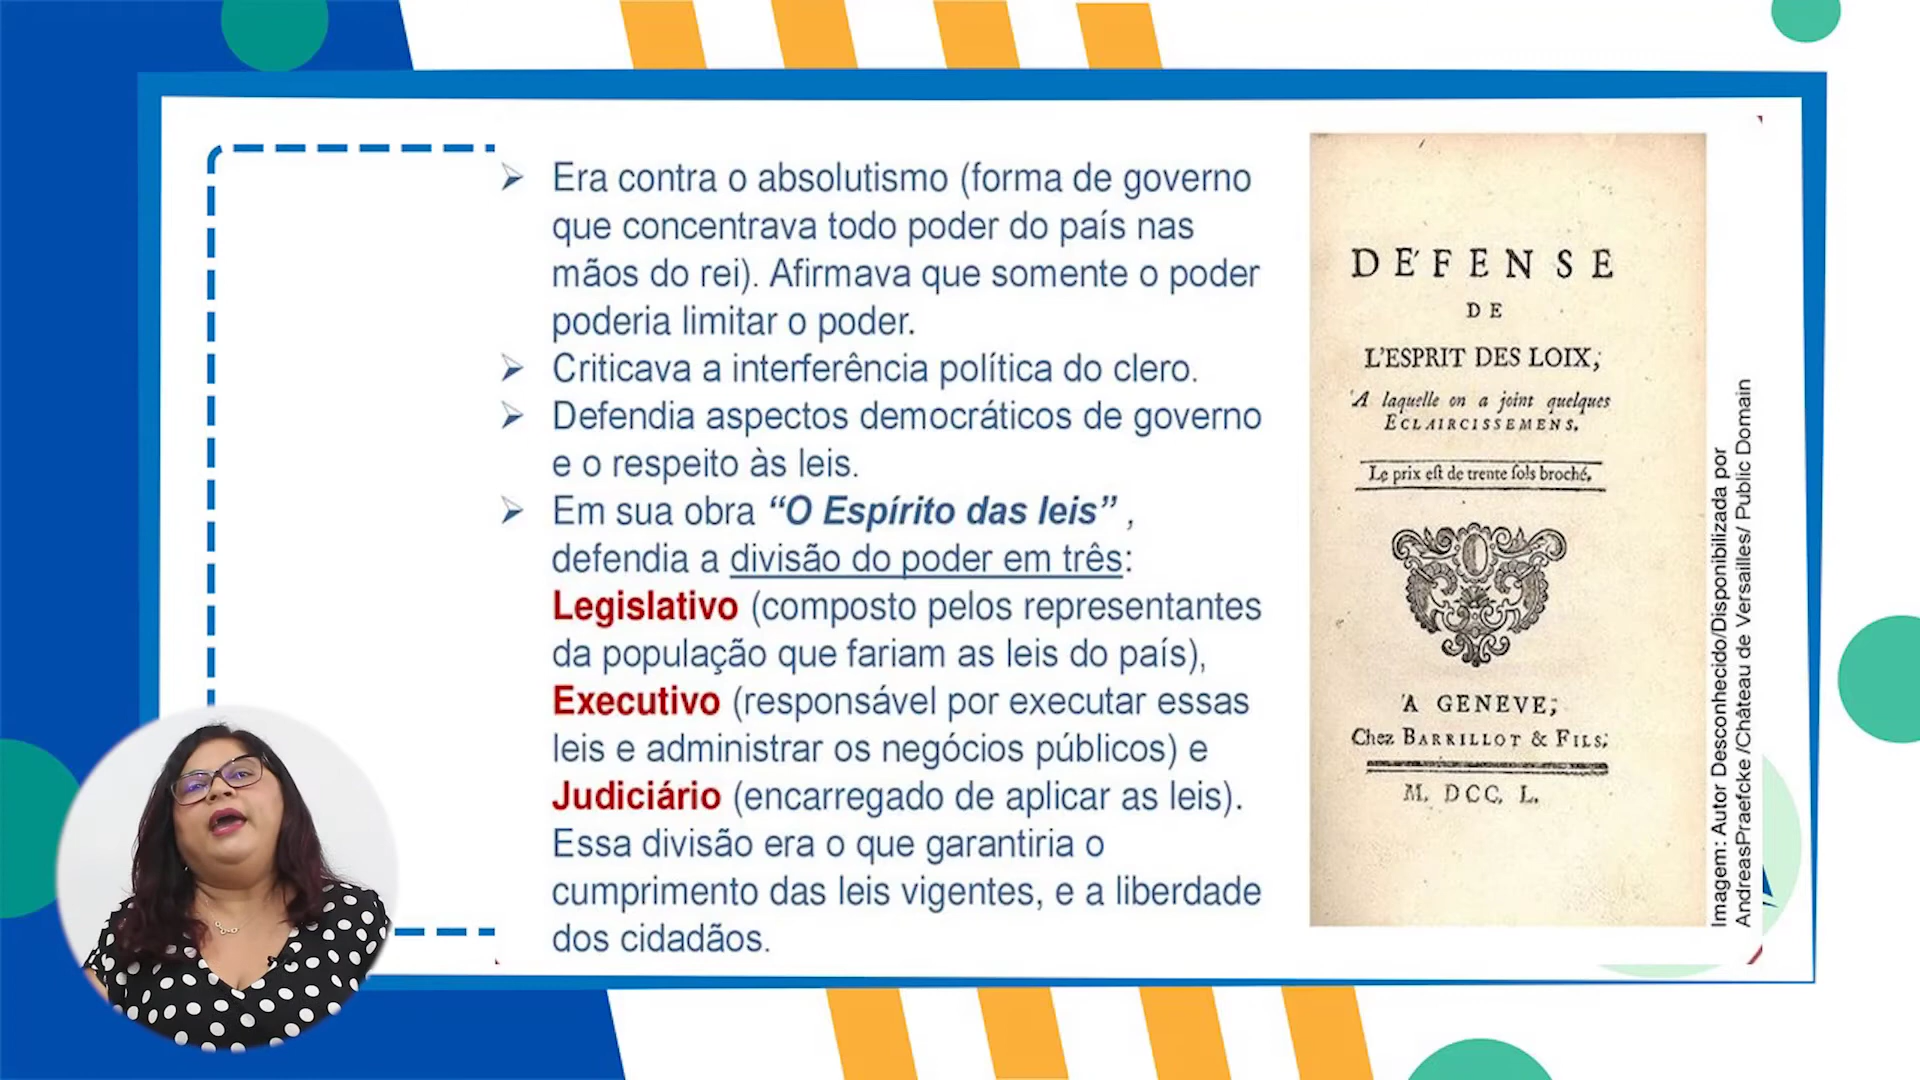 ➢ Era contra o absolutismo (forma de governo
que concentrava todo poder do país nas
mãos do rei). Afirmava que somente o poder
poderia limitar o poder.
➢ Criticava a interferência política do clero.
➢ Defendia aspectos democráticos de governo
e o respeito às leis.
➢ Em sua obra “O Espírito das leis” ,
defendia a divisão do poder em três:
Legislativo (composto pelos representantes
da população que fariam as leis do país),
Executivo (responsável por executar essas
leis e administrar os negócios públicos) e
Judiciário (encarregado de aplicar as leis).
Essa divisão era o que garantiria o
cumprimento das leis vigentes, e a liberdade
dos cidadãos.
DE'FENSE
DE
L'ESPRIT DES LOIX,
'A laquelle on a joint quelques
ECLAIRCISSEMENS.
Le prix eſt de trente ſols broché.
'A GENEVE;
Chez BARRILLOT & FILS.
M. DCC. L.
Imagem: Autor Desconhecido/Disponibilizada por
AndreasPraefcke /Château de Versailles/ Public Domain